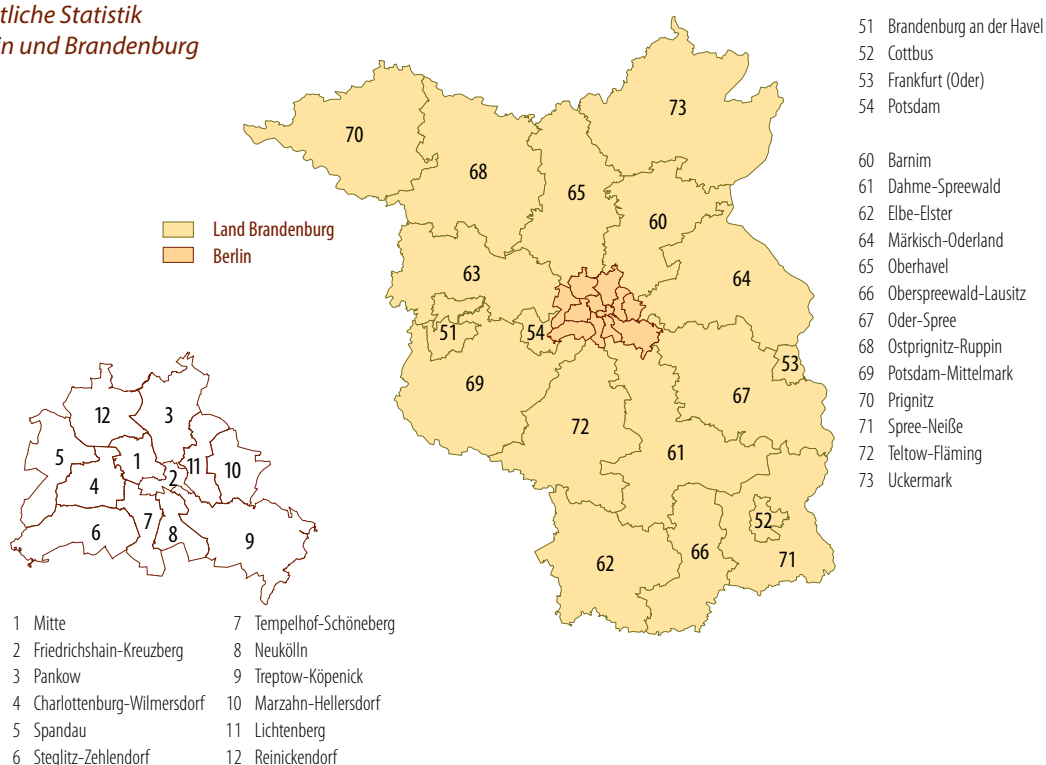 tliche Statistik
n und Brandenburg
51 Brandenburg an der Havel
52 Cottbus
53 Frankfurt (Oder)
54 Potsdam
60 Barnim
61 Dahme-Spreewald
62 Elbe-Elster
64 Märkisch-Oderland
65 Oberhavel
66 Oberspreewald-Lausitz
67 Oder-Spree
68 Ostprignitz-Ruppin
69 Potsdam-Mittelmark
70 Prignitz
71 Spree-Neiße
72 Teltow-Fläming
73 Uckermark
Land Brandenburg
Berlin
73
70
68
65
60
63
64
51
54
53
69
67
72
61
52
66
62
71
12
3
5
1
11
10
4
2
7
6
8
9
1 Mitte
2 Friedrichshain-Kreuzberg
3 Pankow
4 Charlottenburg-Wilmersdorf
5 Spandau
6 Steglitz-Zehlendorf
7 Tempelhof-Schöneberg
8 Neukölln
9 Treptow-Köpenick
10 Marzahn-Hellersdorf
11 Lichtenberg
12 Reinickendorf